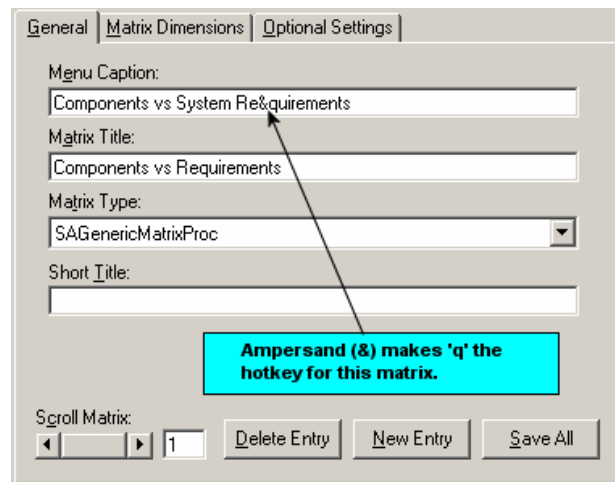 General Matrix Dimensions Optional Settings
Menu Caption:
Components vs System Re&quirements
Matrix Title:
Components vs Requirements
Matrix Type:
SAGenericMatrixProc
Short Title:
Ampersand (&) makes 'q' the
hotkey for this matrix.
Scroll Matrix:
1 Delete Entry New Entry Save All